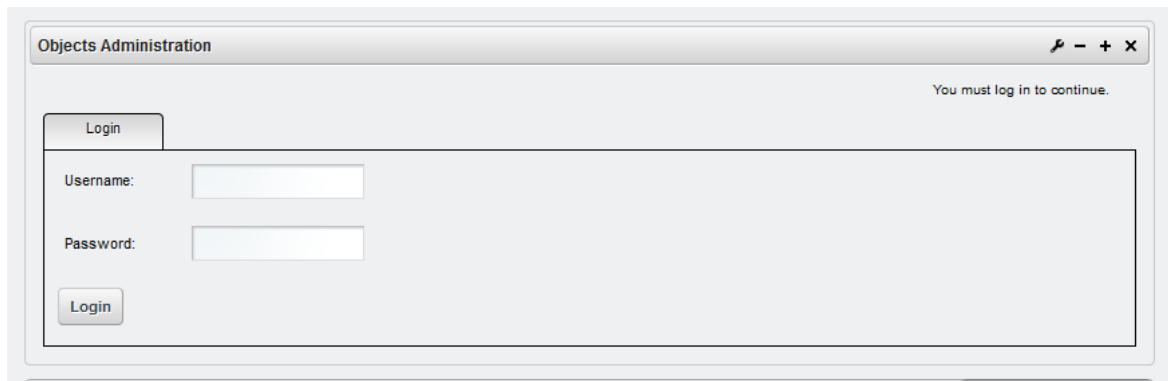 Objects Administration
You must log in to continue.
Login
Username:
Password:
Login